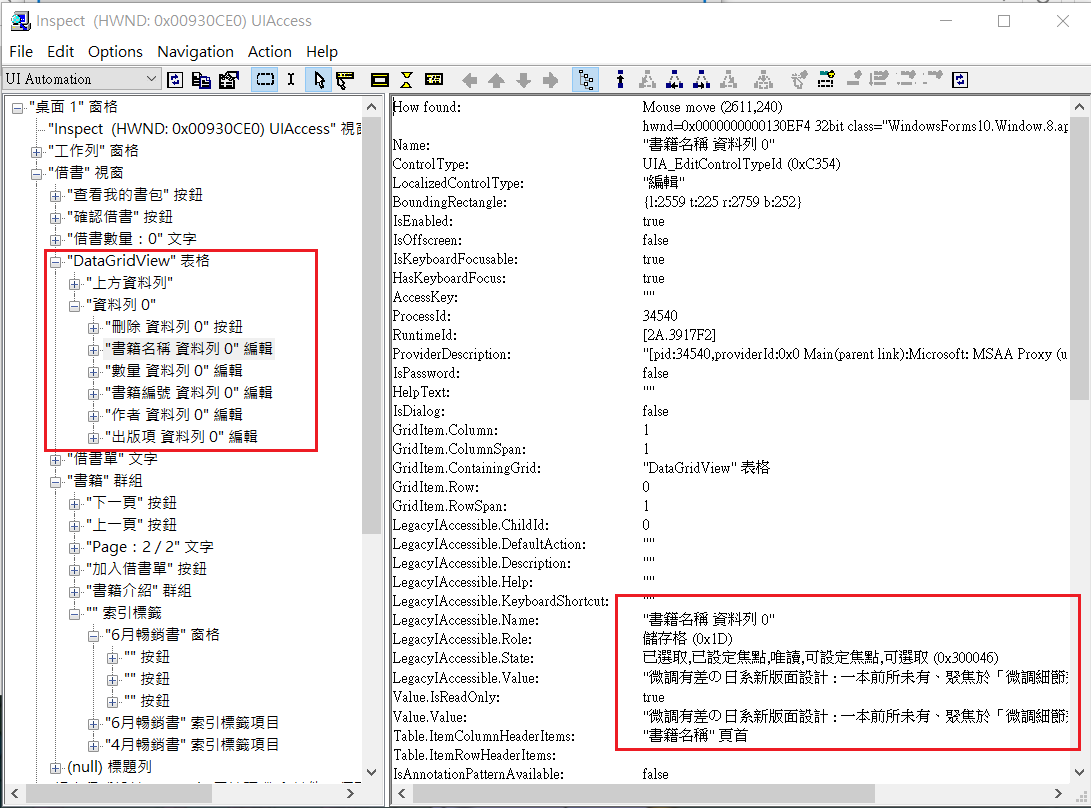 Inspect (HWND: 0x00930CE0) UIAccess
File Edit Options Navigation Action Help
UI Automation
"桌面 1" 窗格
"Inspect (HWND: 0x00930CE0) UIAccess" 視窗
"工作列" 窗格
"借書" 視窗
"查看我的書包" 按鈕
"確認借書" 按鈕
"借書數量：0" 文字
"DataGridView" 表格
"上方資料列"
"資料列 0"
"刪除 資料列 0" 按鈕
"書籍名稱 資料列 0" 編輯
"數量 資料列 0" 編輯
"書籍編號 資料列 0" 編輯
"作者 資料列 0" 編輯
"出版項 資料列 0" 編輯
"借書單" 文字
"書籍" 群組
"下一頁" 按鈕
"上一頁" 按鈕
"Page：2 / 2" 文字
"加入借書單" 按鈕
"書籍介紹" 群組
"" 索引標籤
"6月暢銷書" 窗格
"" 按鈕
"" 按鈕
"" 按鈕
"6月暢銷書" 索引標籤項目
"4月暢銷書" 索引標籤項目
(null) 標題列
How found: Mouse move (2611,240)
hwnd=0x0000000000130EF4 32bit class="WindowsForms10.Window.8.ap
Name: "書籍名稱 資料列 0"
ControlType: UIA_EditControlTypeId (0xC354)
LocalizedControlType: "編輯"
BoundingRectangle: {l:2559 t:225 r:2759 b:252}
IsEnabled: true
IsOffscreen: false
IsKeyboardFocusable: true
HasKeyboardFocus: true
AccessKey: ""
ProcessId: 34540
RuntimeId: [2A.3917F2]
ProviderDescription: "[pid:34540,providerId:0x0 Main(parent link):Microsoft: MSAA Proxy (u
IsPassword: false
HelpText: ""
IsDialog: false
GridItem.Column: 1
GridItem.ColumnSpan: 1
GridItem.ContainingGrid: "DataGridView" 表格
GridItem.Row: 0
GridItem.RowSpan: 1
LegacyIAccessible.ChildId: 0
LegacyIAccessible.DefaultAction: ""
LegacyIAccessible.Description: ""
LegacyIAccessible.Help: ""
LegacyIAccessible.KeyboardShortcut: ""
LegacyIAccessible.Name: "書籍名稱 資料列 0"
LegacyIAccessible.Role: 儲存格 (0x1D)
LegacyIAccessible.State: 已選取,已設定焦點,唯讀,可設定焦點,可選取 (0x300046)
LegacyIAccessible.Value: "微調有差の日系新版面設計 : 一本前所未有、聚焦於「微調細節
Value.IsReadOnly: true
Value.Value: "微調有差の日系新版面設計 : 一本前所未有、聚焦於「微調細節
Table.ItemColumnHeaderItems: "書籍名稱" 頁首
Table.ItemRowHeaderItems:
IsAnnotationPatternAvailable: false